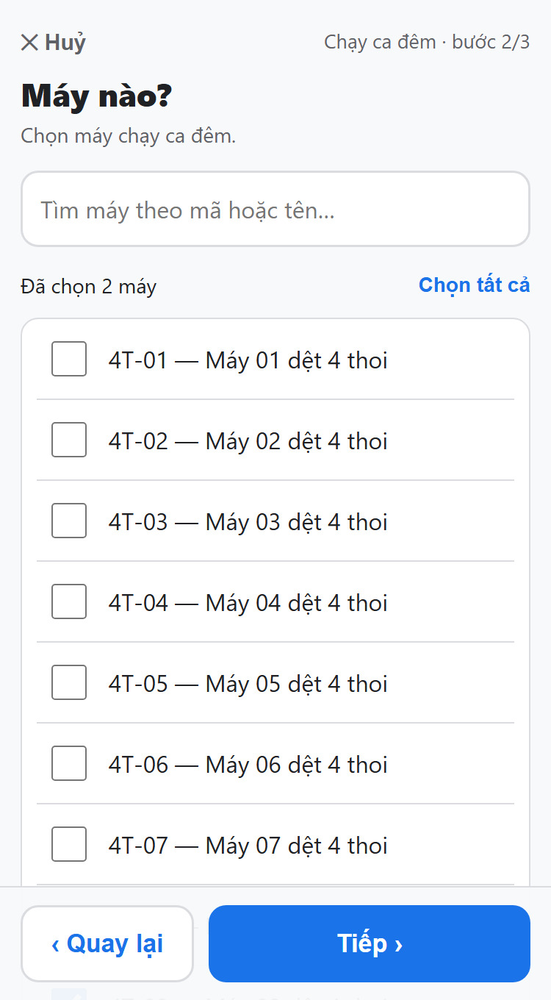 Huỷ
Chạy ca đêm · bước 2/3
Máy nào?
Chọn máy chạy ca đêm.
Tìm máy theo mã hoặc tên...
Đã chọn 2 máy
Chọn tất cả
4T-01 — Máy 01 dệt 4 thoi
4T-02 — Máy 02 dệt 4 thoi
4T-03 — Máy 03 dệt 4 thoi
4T-04 — Máy 04 dệt 4 thoi
4T-05 — Máy 05 dệt 4 thoi
4T-06 — Máy 06 dệt 4 thoi
4T-07 — Máy 07 dệt 4 thoi
‹ Quay lại
Tiếp ›